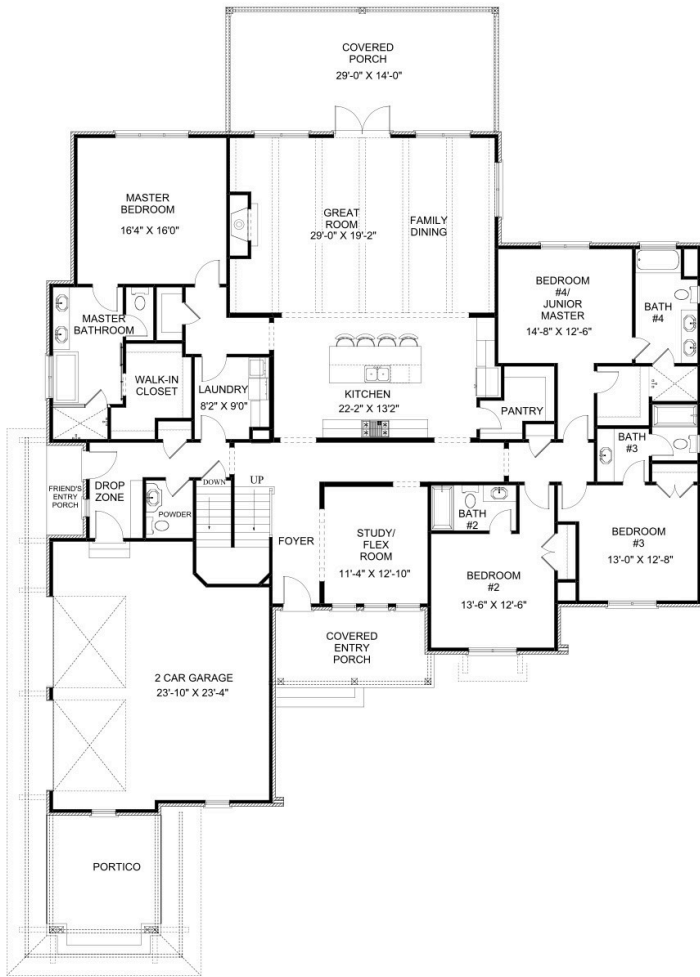 COVERED
PORCH
29'-0" X 14'-0"
MASTER
BEDROOM
16'4" X 16'0"
GREAT
ROOM
29'-0" X 19'-2"
FAMILY
DINING
BEDROOM
#4/
JUNIOR
MASTER
14'-8" X 12'-6"
BATH
#4
MASTER
BATHROOM
WALK-IN
CLOSET
LAUNDRY
8'2" X 9'0"
KITCHEN
22'-2" X 13'2"
PANTRY
BATH
#3
FRIEND'S
ENTRY
PORCH
DROP
ZONE
POWDER
DOWN
UP
FOYER
STUDY/
FLEX
ROOM
11'-4" X 12'-10"
BATH
#2
BEDROOM
#2
13'-6" X 12'-6"
BEDROOM
#3
13'-0" X 12'-8"
COVERED
ENTRY
PORCH
2 CAR GARAGE
23'-10" X 23'-4"
PORTICO